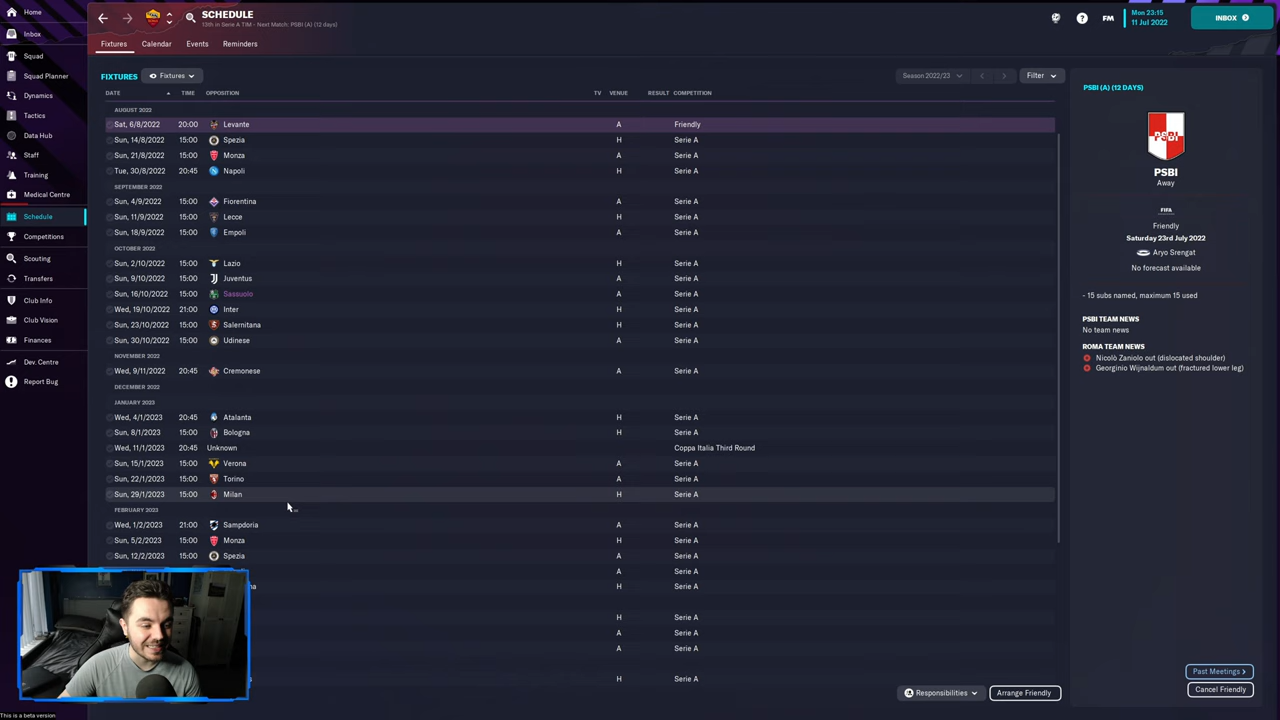 Home
SCHEDULE
13th in Serie A TIM - Next Match: PSBI (A) (12 days)
FM
Mon 23:15
11 Jul 2022
INBOX
Inbox
Fixtures Calendar Events Reminders
Squad
Squad Planner
Dynamics
Tactics
Data Hub
Staff
Training
Medical Centre
Schedule
Competitions
Scouting
Transfers
Club Info
Club Vision
Finances
Dev. Centre
Report Bug
FIXTURES Fixtures Season 2022/23 Filter
DATE TIME OPPOSITION TV VENUE RESULT COMPETITION
AUGUST 2022
Sat, 6/8/2022 20:00 Levante A Friendly
Sun, 14/8/2022 15:00 Spezia H Serie A
Sun, 21/8/2022 15:00 Monza A Serie A
Tue, 30/8/2022 20:45 Napoli H Serie A
SEPTEMBER 2022
Sun, 4/9/2022 15:00 Fiorentina A Serie A
Sun, 11/9/2022 15:00 Lecce H Serie A
Sun, 18/9/2022 15:00 Empoli A Serie A
OCTOBER 2022
Sun, 2/10/2022 15:00 Lazio H Serie A
Sun, 9/10/2022 15:00 Juventus A Serie A
Sun, 16/10/2022 15:00 Sassuolo A Serie A
Wed, 19/10/2022 21:00 Inter H Serie A
Sun, 23/10/2022 15:00 Salernitana H Serie A
Sun, 30/10/2022 15:00 Udinese A Serie A
NOVEMBER 2022
Wed, 9/11/2022 20:45 Cremonese A Serie A
DECEMBER 2022
JANUARY 2023
Wed, 4/1/2023 20:45 Atalanta H Serie A
Sun, 8/1/2023 15:00 Bologna H Serie A
Wed, 11/1/2023 20:45 Unknown Coppa Italia Third Round
Sun, 15/1/2023 15:00 Verona A Serie A
Sun, 22/1/2023 15:00 Torino A Serie A
Sun, 29/1/2023 15:00 Milan H Serie A
FEBRUARY 2023
Wed, 1/2/2023 21:00 Sampdoria A Serie A
Sun, 5/2/2023 15:00 Monza H Serie A
Sun, 12/2/2023 15:00 Spezia A Serie A
A Serie A
H Serie A
H Serie A
A Serie A
A Serie A
H Serie A
Responsibilities Arrange Friendly
PSBI (A) (12 DAYS)
PSBI
PSBI
Away
FIFA
Friendly
Saturday 23rd July 2022
Aryo Srengat
No forecast available
- 15 subs named, maximum 15 used
PSBI TEAM NEWS
No team news
ROMA TEAM NEWS
Nicolò Zaniolo out (dislocated shoulder)
Georginio Wijnaldum out (fractured lower leg)
Past Meetings >
Cancel Friendly
This is a beta version